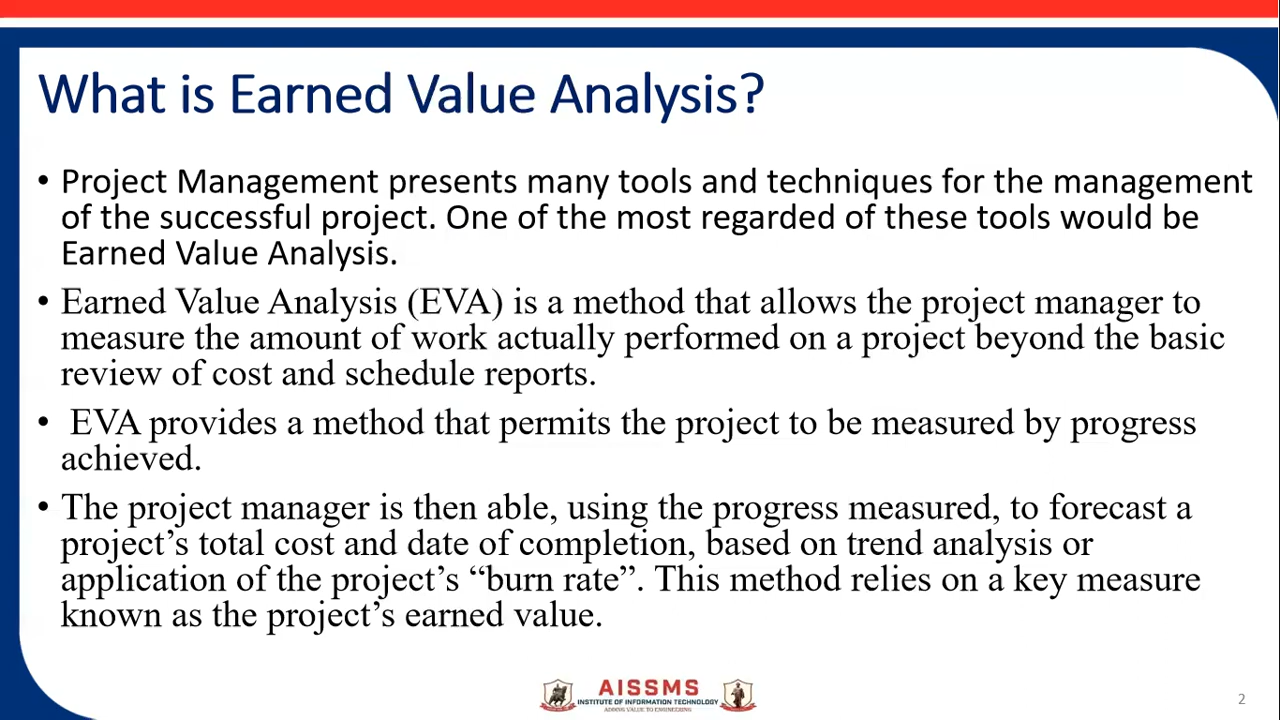 What is Earned Value Analysis?
• Project Management presents many tools and techniques for the management
of the successful project. One of the most regarded of these tools would be
Earned Value Analysis.
• Earned Value Analysis (EVA) is a method that allows the project manager to
measure the amount of work actually performed on a project beyond the basic
review of cost and schedule reports.
• EVA provides a method that permits the project to be measured by progress
achieved.
• The project manager is then able, using the progress measured, to forecast a
project’s total cost and date of completion, based on trend analysis or
application of the project’s “burn rate”. This method relies on a key measure
known as the project’s earned value.
AISSMS
INSTITUTE OF INFORMATION TECHNOLOGY
ADDING VALUE TO ENGINEERING
2